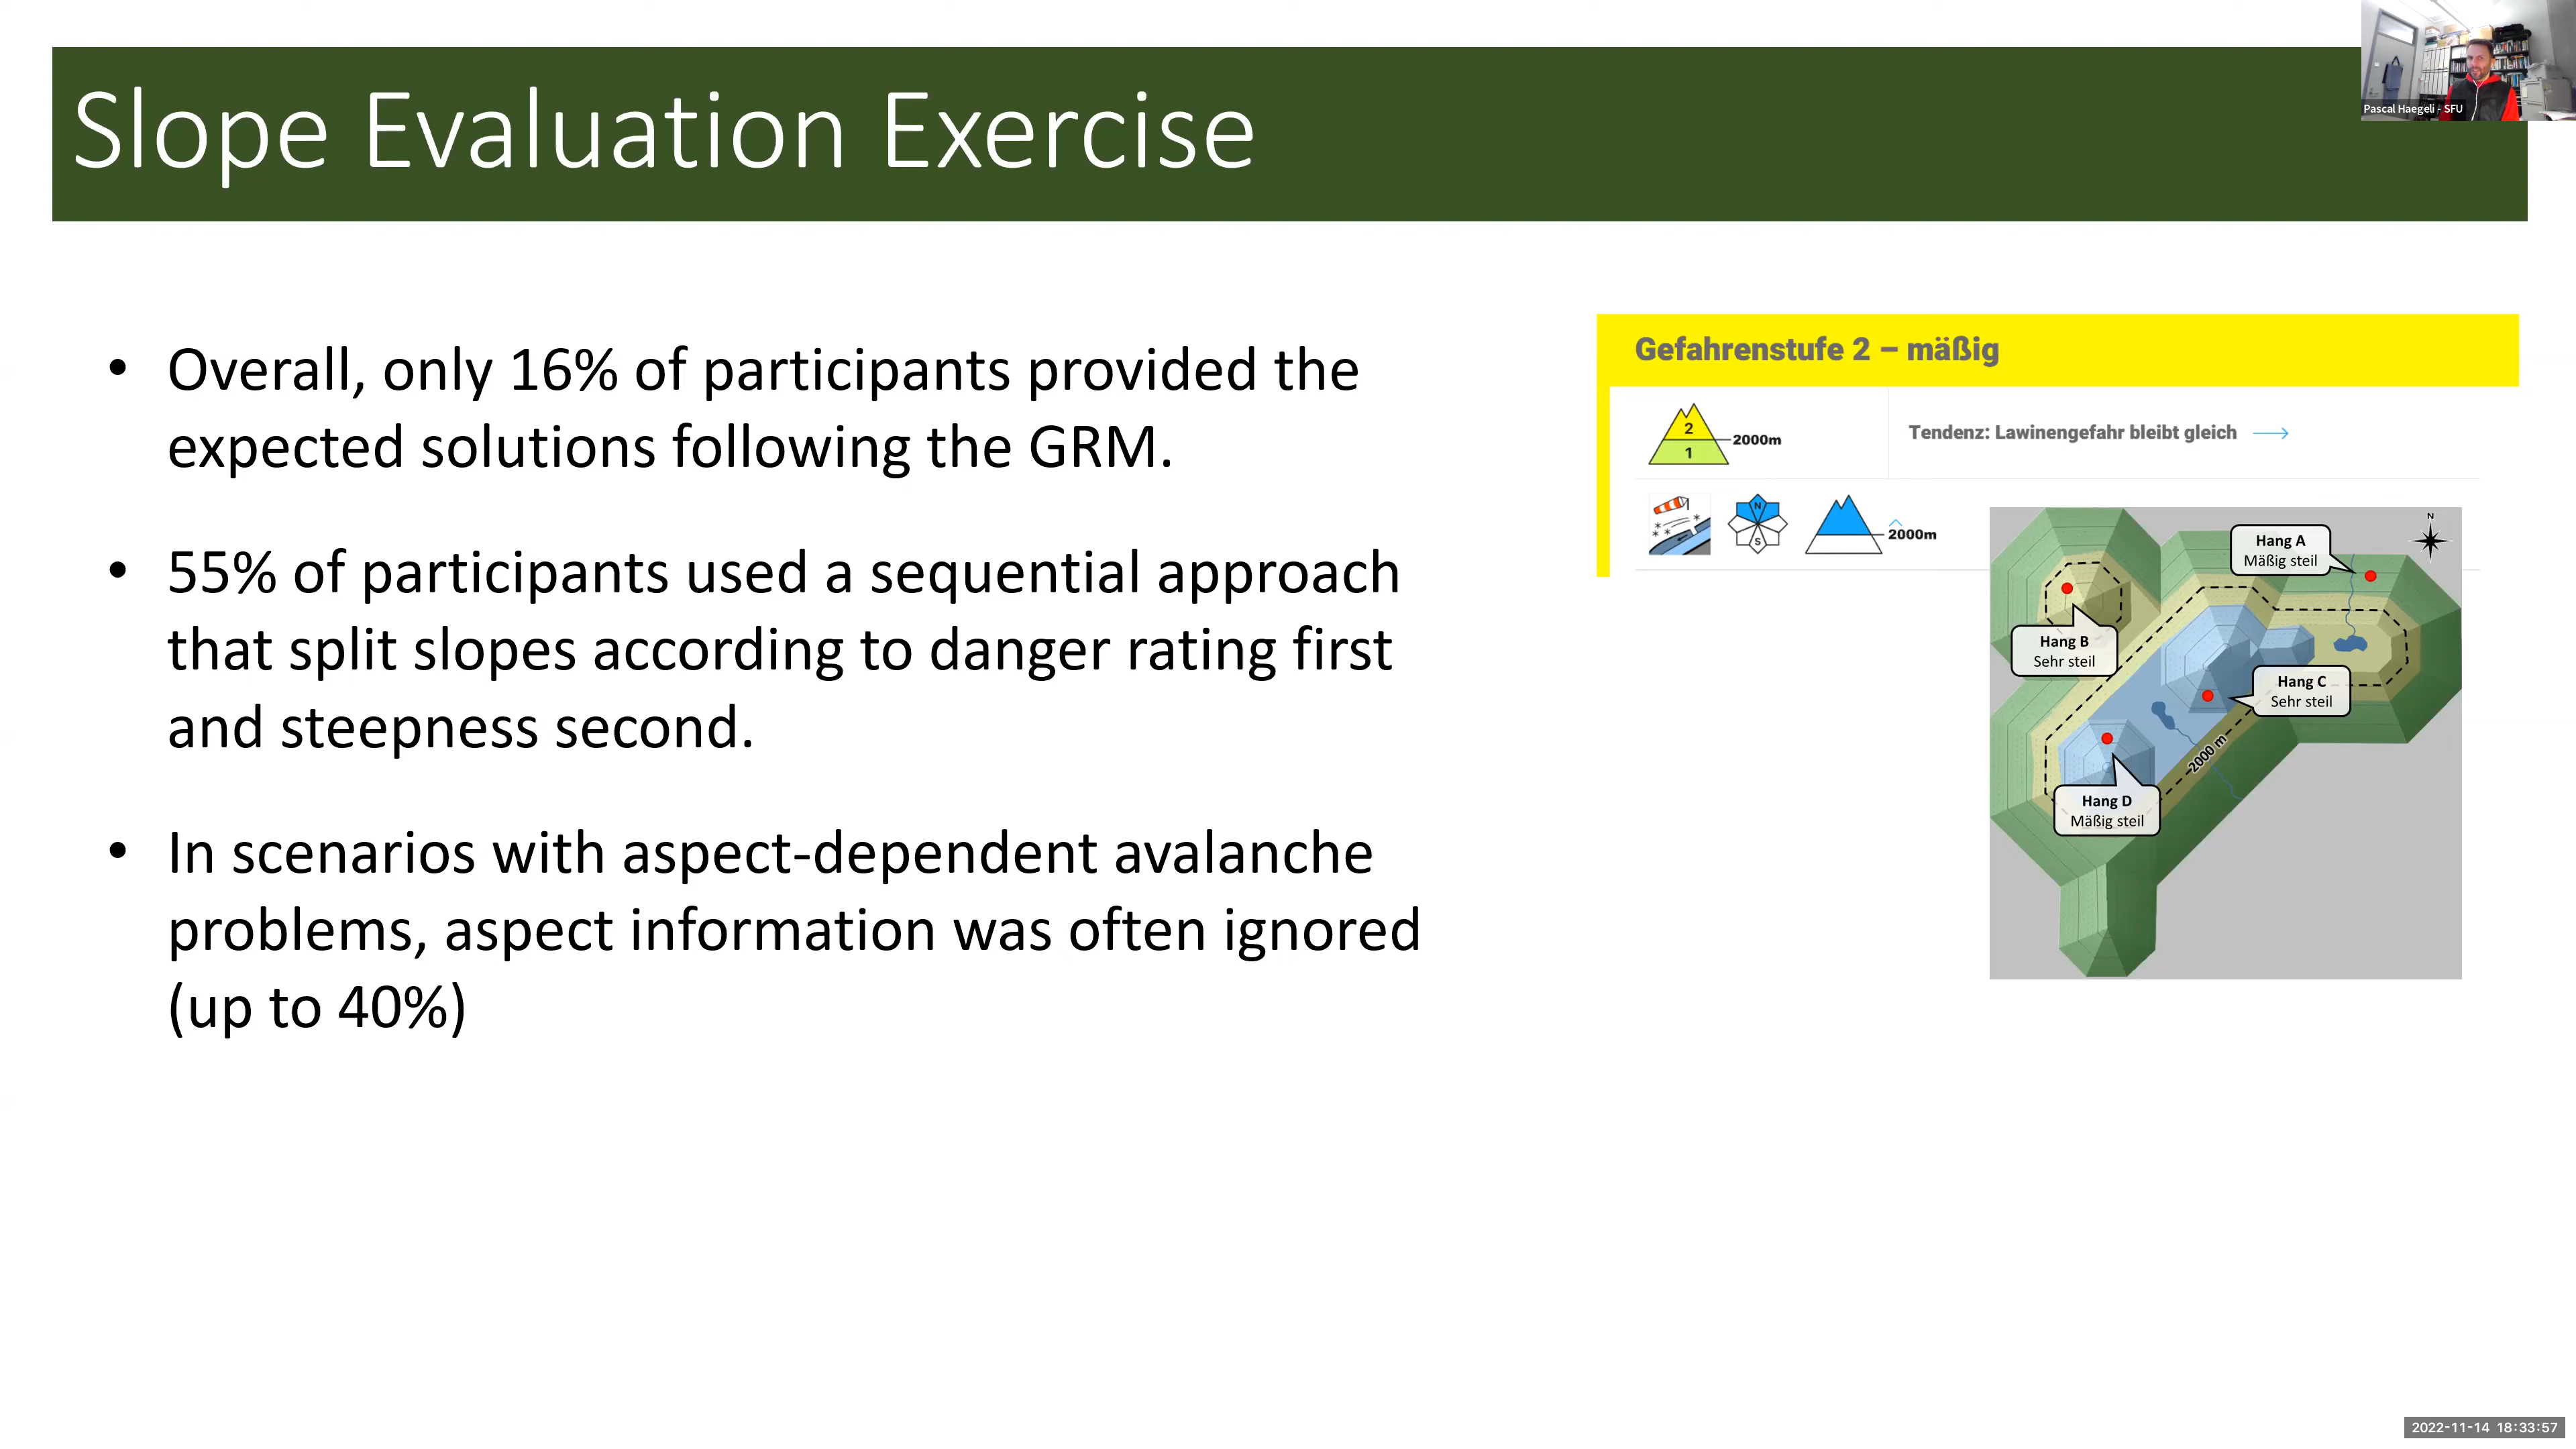 Slope Evaluation Exercise
Pascal Haegeli - SFU
• Overall, only 16% of participants provided the
expected solutions following the GRM.
• 55% of participants used a sequential approach
that split slopes according to danger rating first
and steepness second.
• In scenarios with aspect-dependent avalanche
problems, aspect information was often ignored
(up to 40%)
Gefahrenstufe 2 – mäßig
2
1
2000m
Tendenz: Lawinengefahr bleibt gleich
N
S
2000m
N
Hang A
Mäßig steil
Hang B
Sehr steil
Hang C
Sehr steil
2000 m
Hang D
Mäßig steil
2022-11-14 18:33:57